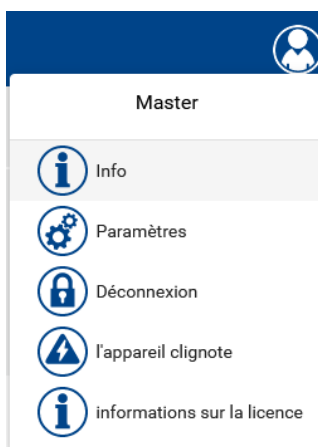 Master
Info
Paramètres
Déconnexion
l'appareil clignote
informations sur la licence